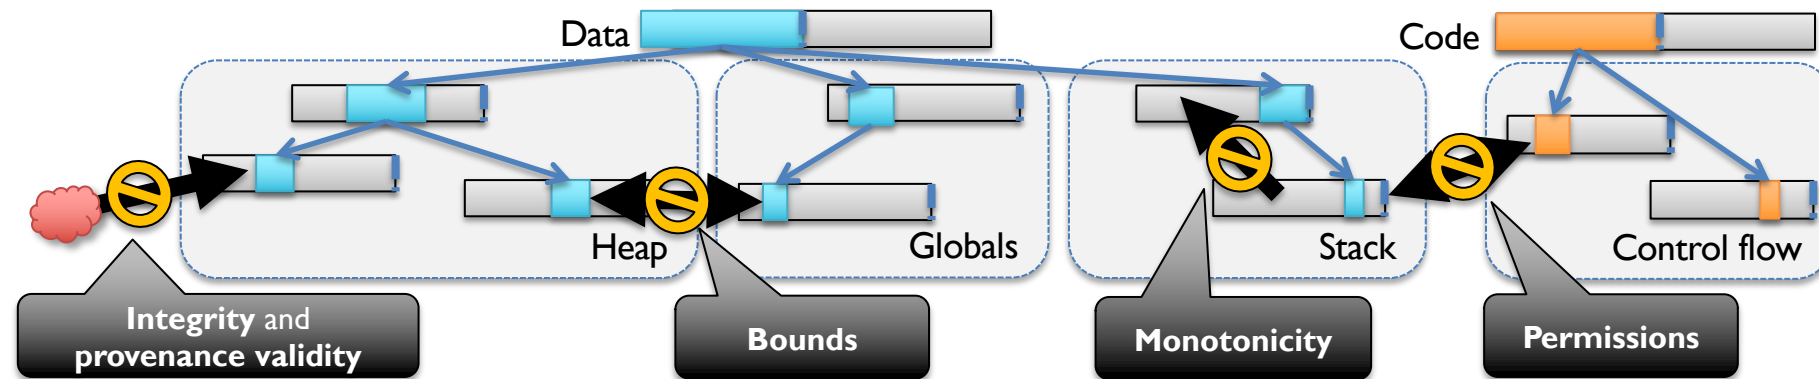 Data
Code
Heap
Globals
Stack
Control flow
Integrity and
provenance validity
Bounds
Monotonicity
Permissions